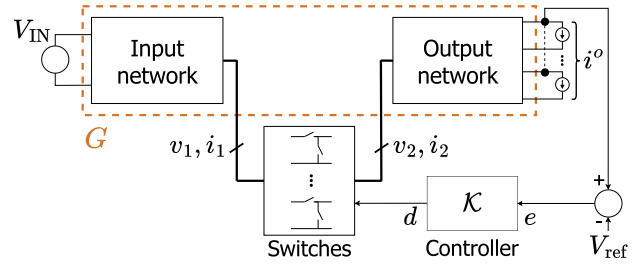 V_IN
Input
network
Output
network
i^o
G
v_1, i_1
v_2, i_2
+
-
d
K
e
V_ref
Switches
Controller